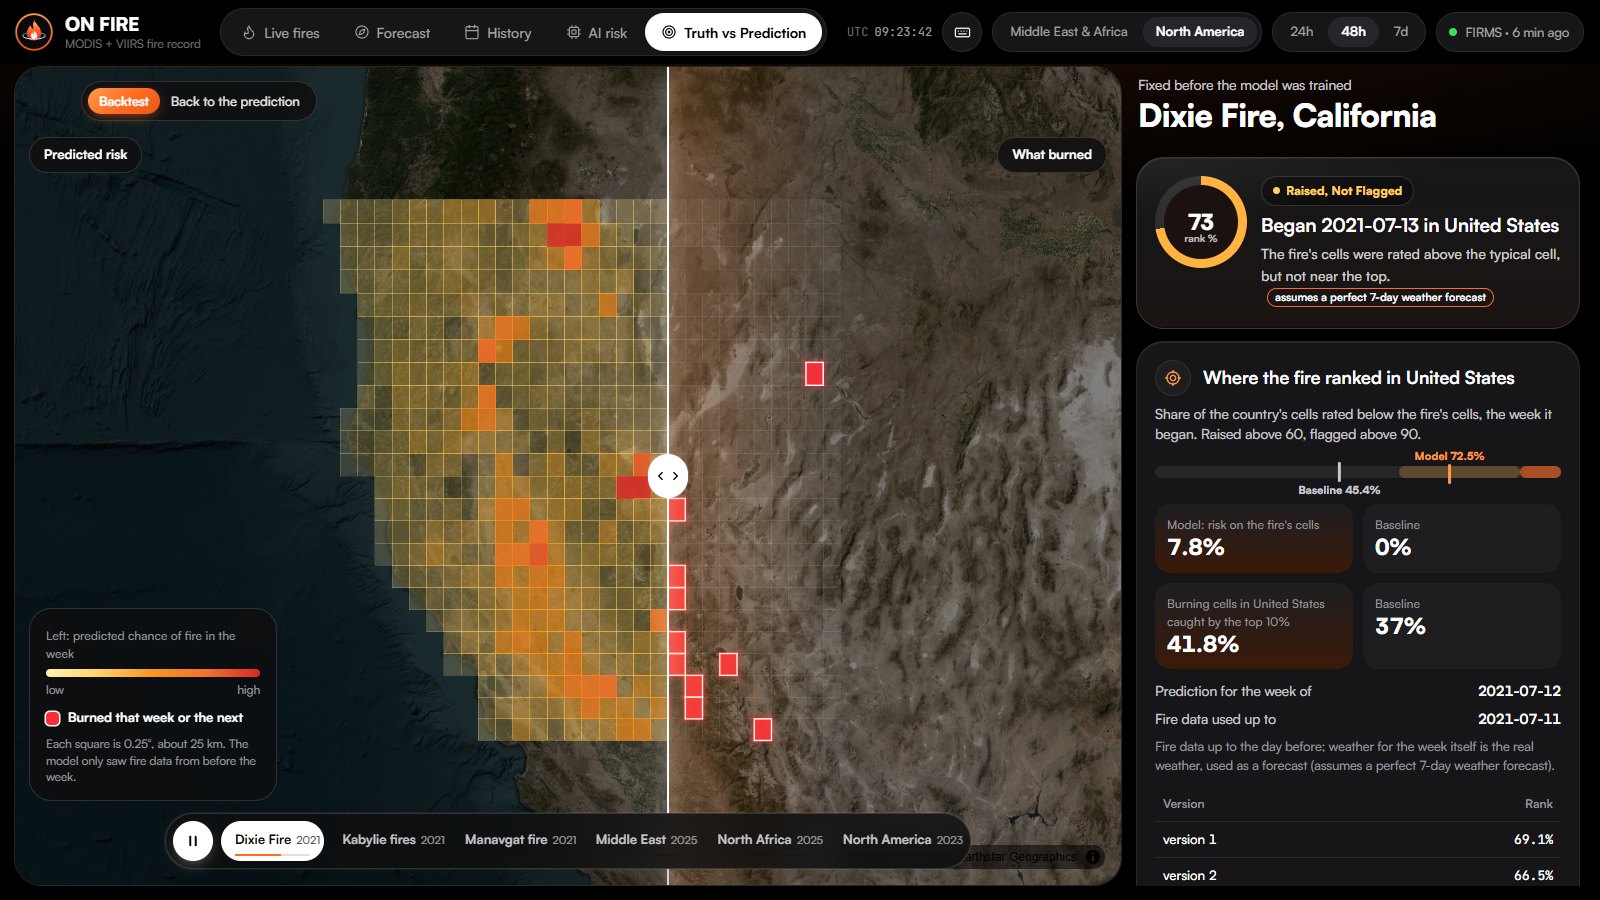 ON FIRE
MODIS + VIIRS fire record
Live fires
Forecast
History
AI risk
Truth vs Prediction
UTC 09:23:42
Middle East & Africa
North America
24h
48h
7d
FIRMS · 6 min ago
Backtest
Back to the prediction
Predicted risk
What burned
Left: predicted chance of fire in the
week
low
high
Burned that week or the next
Each square is 0.25°, about 25 km. The
model only saw fire data from before the
week.
Dixie Fire 2021
Kabylie fires 2021
Manavgat fire 2021
Middle East 2025
North Africa 2025
North America 2023
arthstar Geographics
Fixed before the model was trained
Dixie Fire, California
73
rank %
Raised, Not Flagged
Began 2021-07-13 in United States
The fire's cells were rated above the typical cell,
but not near the top.
assumes a perfect 7-day weather forecast
Where the fire ranked in United States
Share of the country's cells rated below the fire's cells, the week it
began. Raised above 60, flagged above 90.
Model 72.5%
Baseline 45.4%
Model: risk on the fire's cells
7.8%
Baseline
0%
Burning cells in United States
caught by the top 10%
41.8%
Baseline
37%
Prediction for the week of
2021-07-12
Fire data used up to
2021-07-11
Fire data up to the day before; weather for the week itself is the real
weather, used as a forecast (assumes a perfect 7-day weather forecast).
Version
Rank
version 1
69.1%
version 2
66.5%